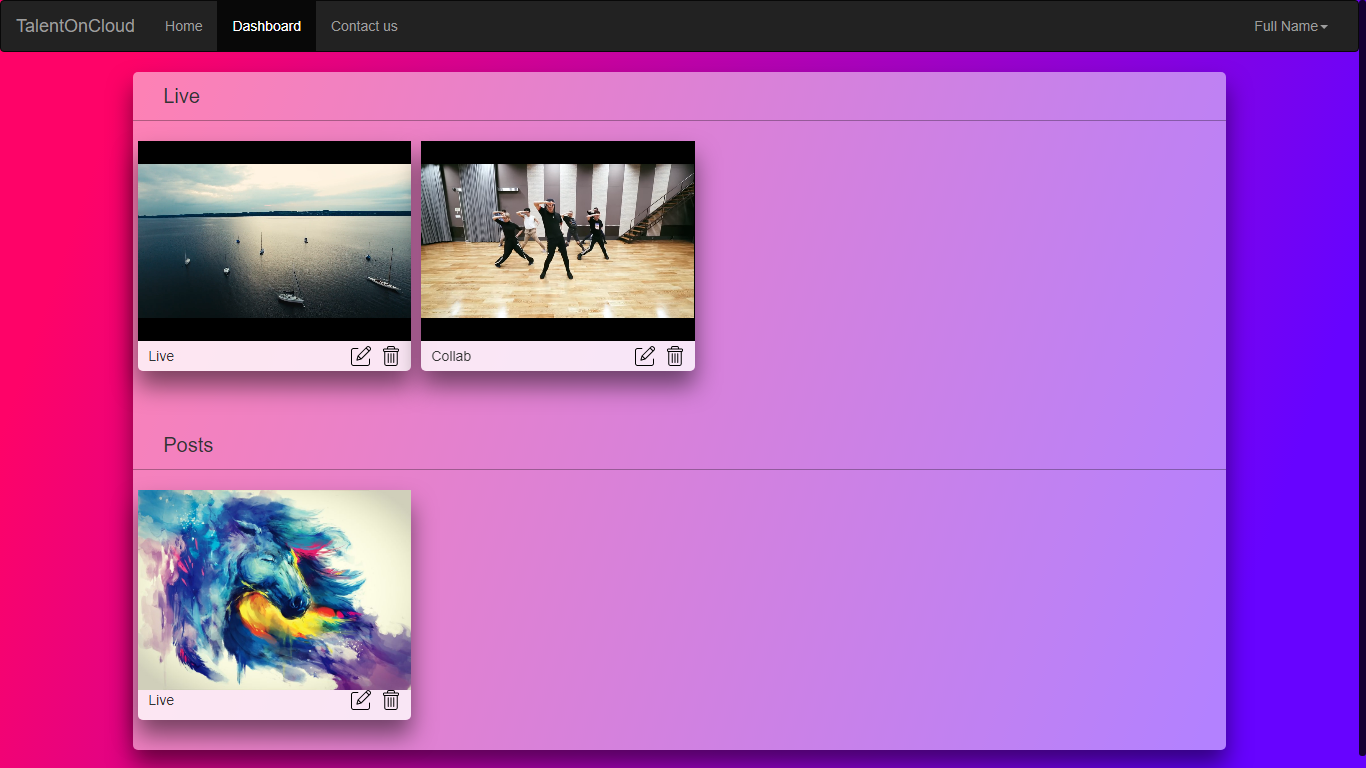 TalentOnCloud Home Dashboard Contact us Full Name
Live
Live Collab
Posts
Live